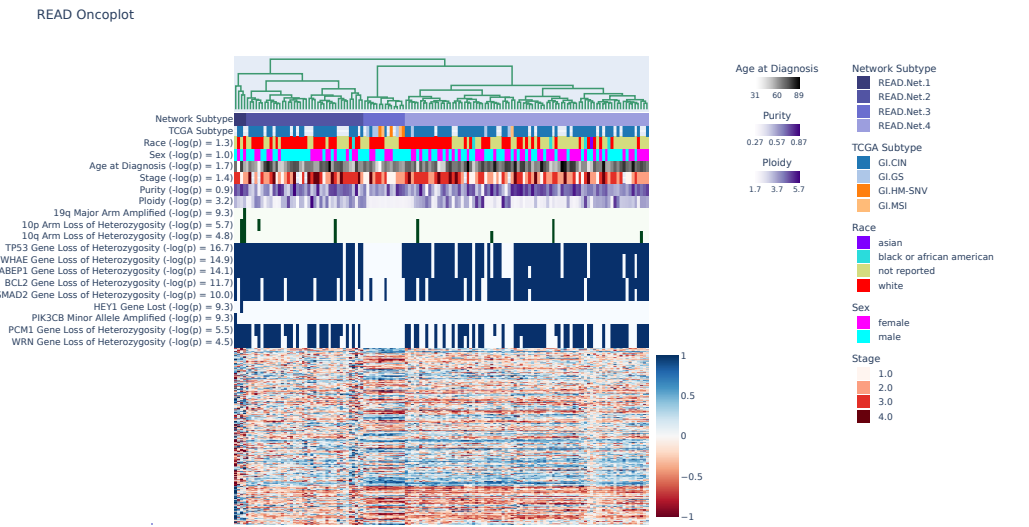 READ Oncoplot
Network Subtype
TCGA Subtype
Race (-log(p) = 1.3)
Sex (-log(p) = 1.0)
Age at Diagnosis (-log(p) = 1.7)
Stage (-log(p) = 1.4)
Purity (-log(p) = 0.9)
Ploidy (-log(p) = 3.2)
19q Major Arm Amplified (-log(p) = 9.3)
10p Arm Loss of Heterozygosity (-log(p) = 5.7)
10q Arm Loss of Heterozygosity (-log(p) = 4.8)
TP53 Gene Loss of Heterozygosity (-log(p) = 16.7)
WHAE Gene Loss of Heterozygosity (-log(p) = 14.9)
ABEP1 Gene Loss of Heterozygosity (-log(p) = 14.1)
BCL2 Gene Loss of Heterozygosity (-log(p) = 11.7)
SMAD2 Gene Loss of Heterozygosity (-log(p) = 10.0)
HEY1 Gene Lost (-log(p) = 9.3)
PIK3CB Minor Allele Amplified (-log(p) = 9.3)
PCM1 Gene Loss of Heterozygosity (-log(p) = 5.5)
WRN Gene Loss of Heterozygosity (-log(p) = 4.5)
1
0.5
0
−0.5
−1
Age at Diagnosis
31 60 89
Purity
0.27 0.57 0.87
Ploidy
1.7 3.7 5.7
Network Subtype
READ.Net.1
READ.Net.2
READ.Net.3
READ.Net.4
TCGA Subtype
GI.CIN
GI.GS
GI.HM-SNV
GI.MSI
Race
asian
black or african american
not reported
white
Sex
female
male
Stage
1.0
2.0
3.0
4.0